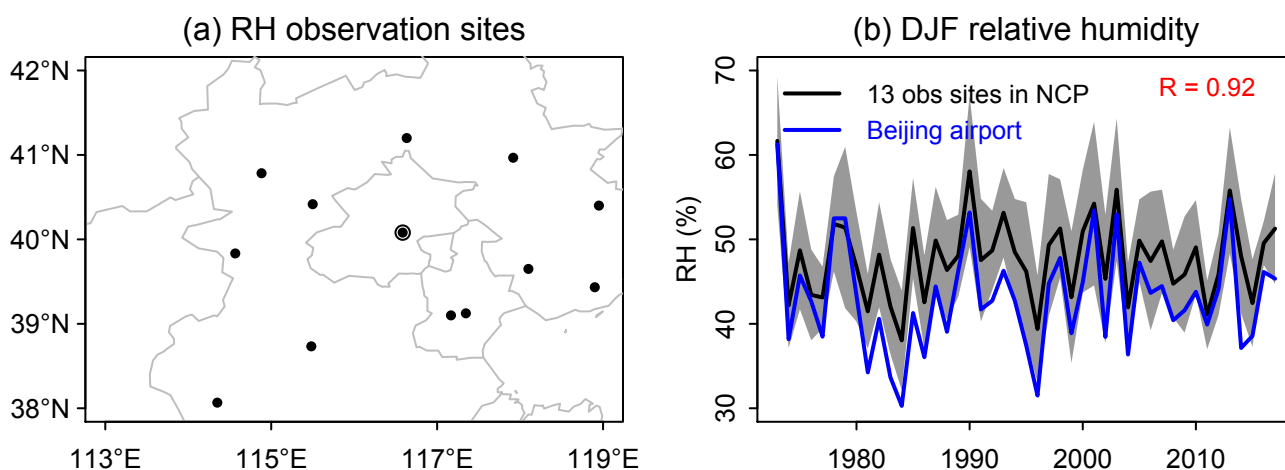 (a) RH observation sites
42°N
41°N
40°N
39°N
38°N
113°E 115°E 117°E 119°E
(b) DJF relative humidity
RH (%)
70
60
50
40
30
13 obs sites in NCP
Beijing airport
R = 0.92
1980 1990 2000 2010